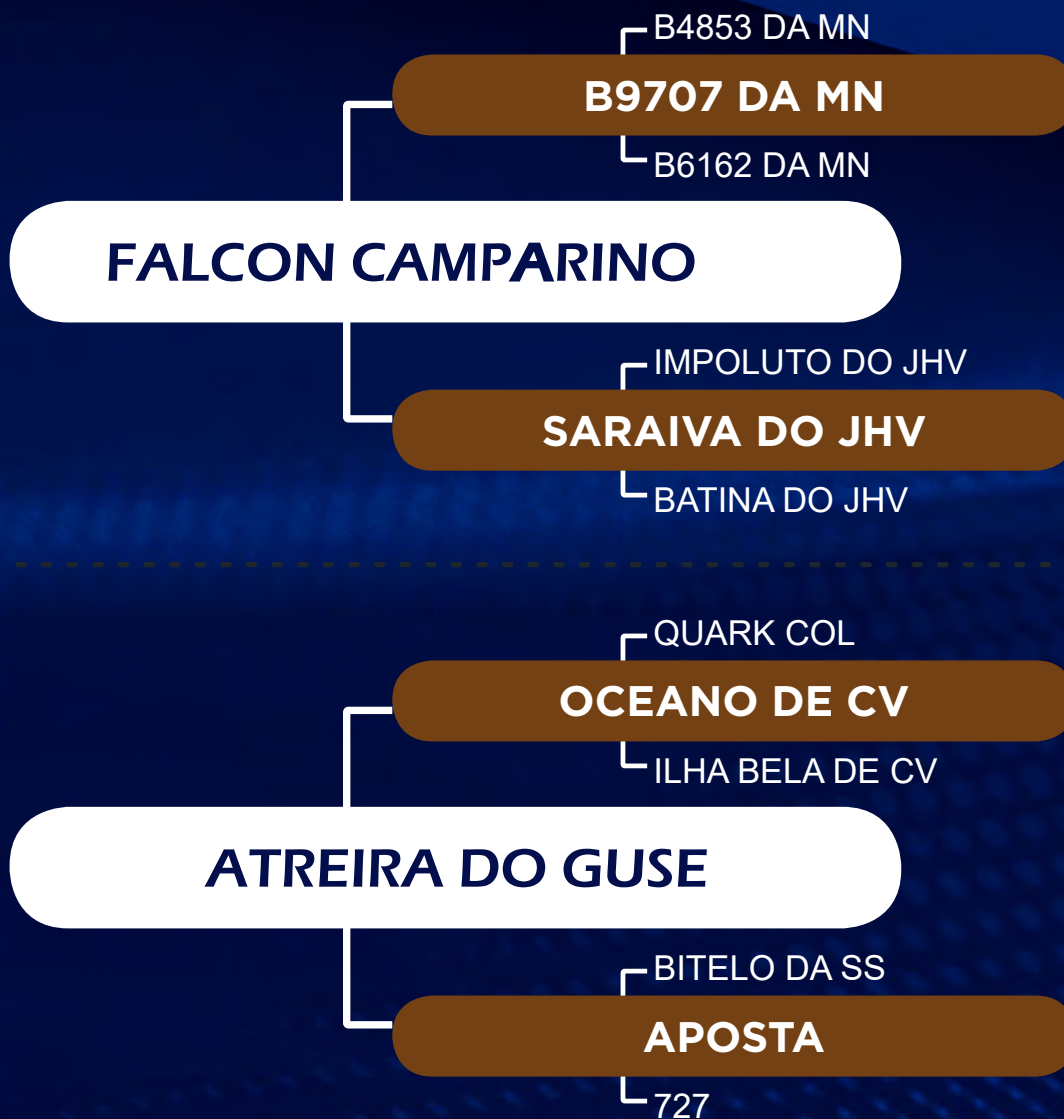 B4853 DA MN
B9707 DA MN
B6162 DA MN
FALCON CAMPARINO
IMPOLUTO DO JHV
SARAIVA DO JHV
BATINA DO JHV
QUARK COL
OCEANO DE CV
ILHA BELA DE CV
ATREIRA DO GUSE
BITELO DA SS
APOSTA
727